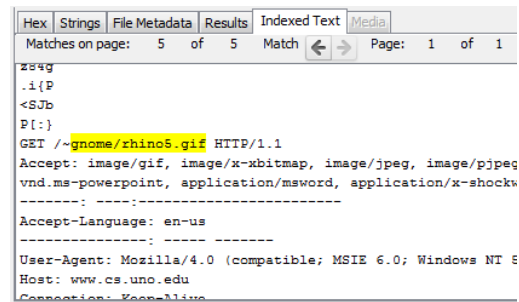 Hex Strings File Metadata Results Indexed Text Media
Matches on page: 5 of 5 Match Page: 1 of 1
z84g
.i{P
<SJb
P[:}
GET /~gnome/rhino5.gif HTTP/1.1
Accept: image/gif, image/x-xbitmap, image/jpeg, image/pjpeg
vnd.ms-powerpoint, application/msword, application/x-shockw
-------: ----:------------------------
Accept-Language: en-us
---------------: ----- -------
User-Agent: Mozilla/4.0 (compatible; MSIE 6.0; Windows NT 5
Host: www.cs.uno.edu
Connection: Keep-Alive